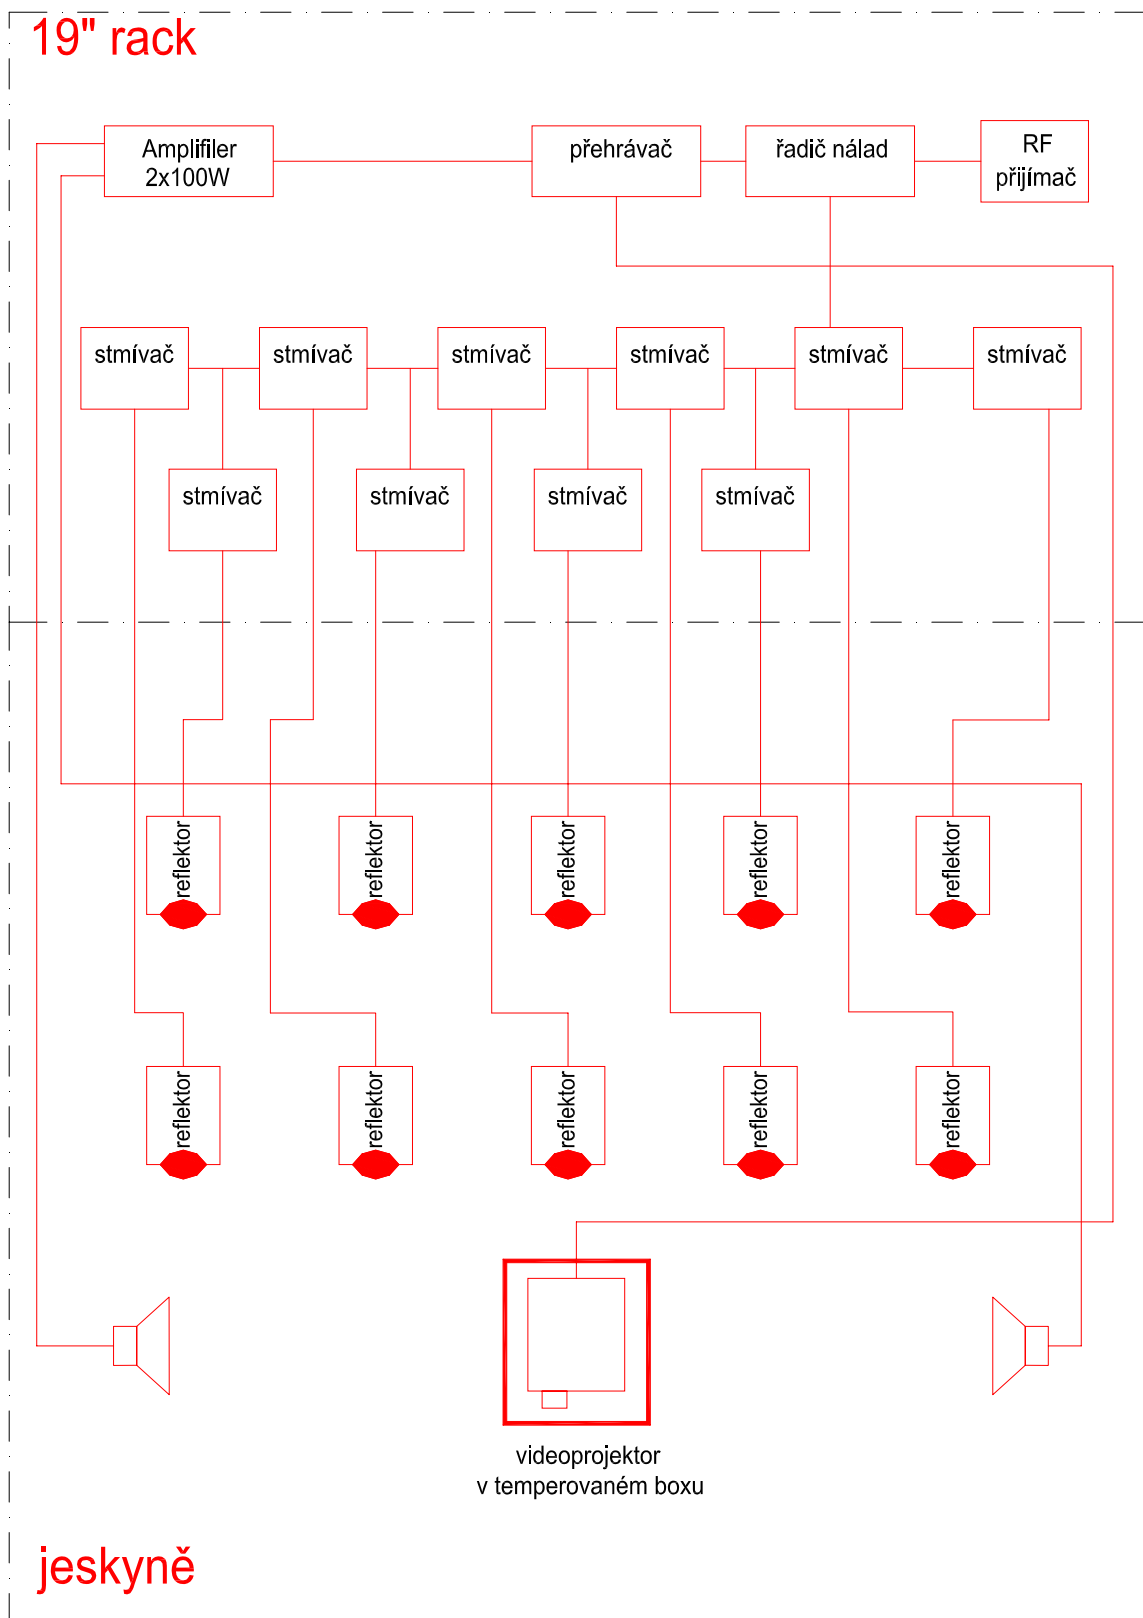 19" rack
Amplifiler
2x100W
přehrávač
řadič nálad
RF
přijímač
stmívač
stmívač
stmívač
stmívač
stmívač
stmívač
stmívač
stmívač
stmívač
stmívač
reflektor
reflektor
reflektor
reflektor
reflektor
reflektor
reflektor
reflektor
reflektor
reflektor
videoprojektor
v temperovaném boxu
jeskyně